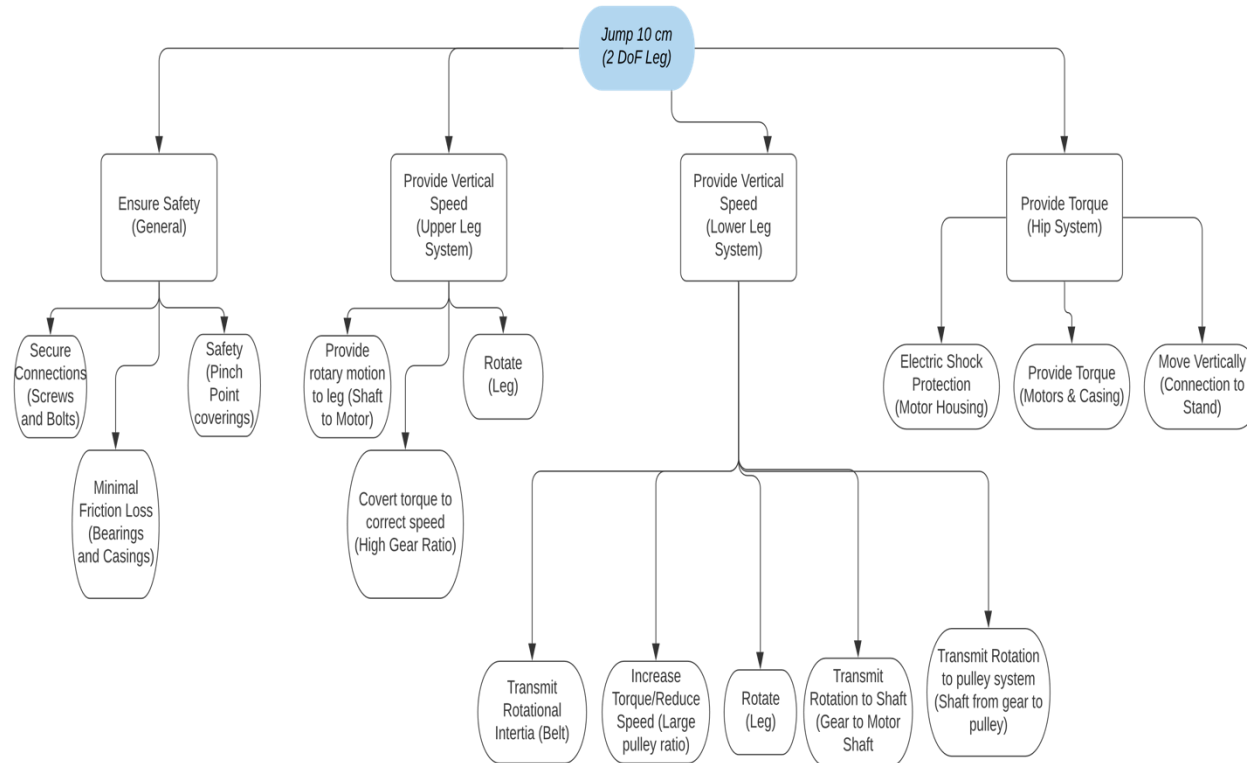 Jump 10 cm
(2 DoF Leg)
Ensure Safety
(General)
Provide Vertical
Speed
(Upper Leg
System)
Provide Vertical
Speed
(Lower Leg
System)
Provide Torque
(Hip System)
Secure
Connections
(Screws
and Bolts)
Safety
(Pinch
Point
coverings)
Minimal
Friction Loss
(Bearings
and Casings)
Provide
rotary motion
to leg (Shaft
to Motor)
Rotate
(Leg)
Covert torque to
correct speed
(High Gear Ratio)
Electric Shock
Protection
(Motor Housing)
Provide Torque
(Motors & Casing)
Move Vertically
(Connection to
Stand)
Transmit
Rotational
Intertia (Belt)
Increase
Torque/Reduce
Speed (Large
pulley ratio)
Rotate
(Leg)
Transmit
Rotation to Shaft
(Gear to Motor
Shaft
Transmit Rotation
to pulley system
(Shaft from gear to
pulley)